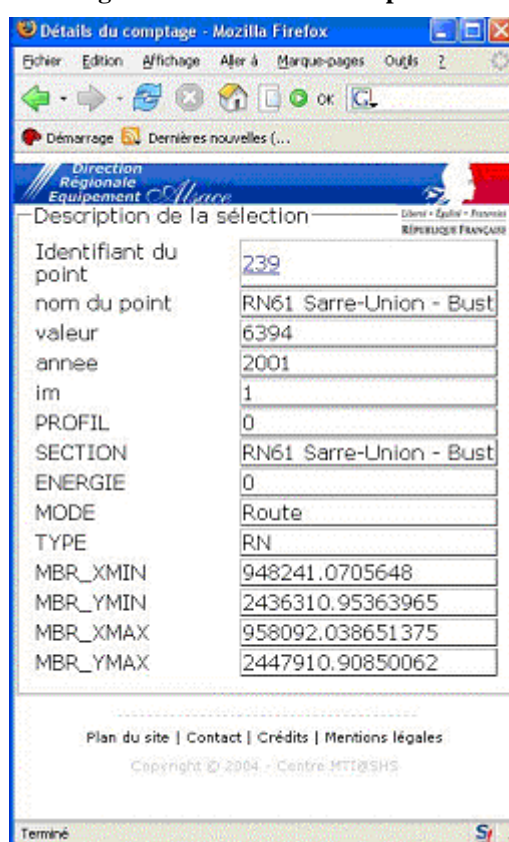 Détails du comptage - Mozilla Firefox
Fichier Edition Affichage Aller à Marque-pages Outils ?
OK G
Démarrage Dernières nouvelles (...
Direction
Régionale
Equipement Alsace
Liberté • Égalité • Fraternité
RÉPUBLIQUE FRANÇAISE
Description de la sélection
Identifiant du point 239
nom du point RN61 Sarre-Union - Bust
valeur 6394
annee 2001
im 1
PROFIL 0
SECTION RN61 Sarre-Union - Bust
ENERGIE 0
MODE Route
TYPE RN
MBR_XMIN 948241.0705648
MBR_YMIN 2436310.95363965
MBR_XMAX 958092.038651375
MBR_YMAX 2447910.90850062
Plan du site | Contact | Crédits | Mentions légales
Copyright @ 2004 - Centre MTI@SHS
Terminé